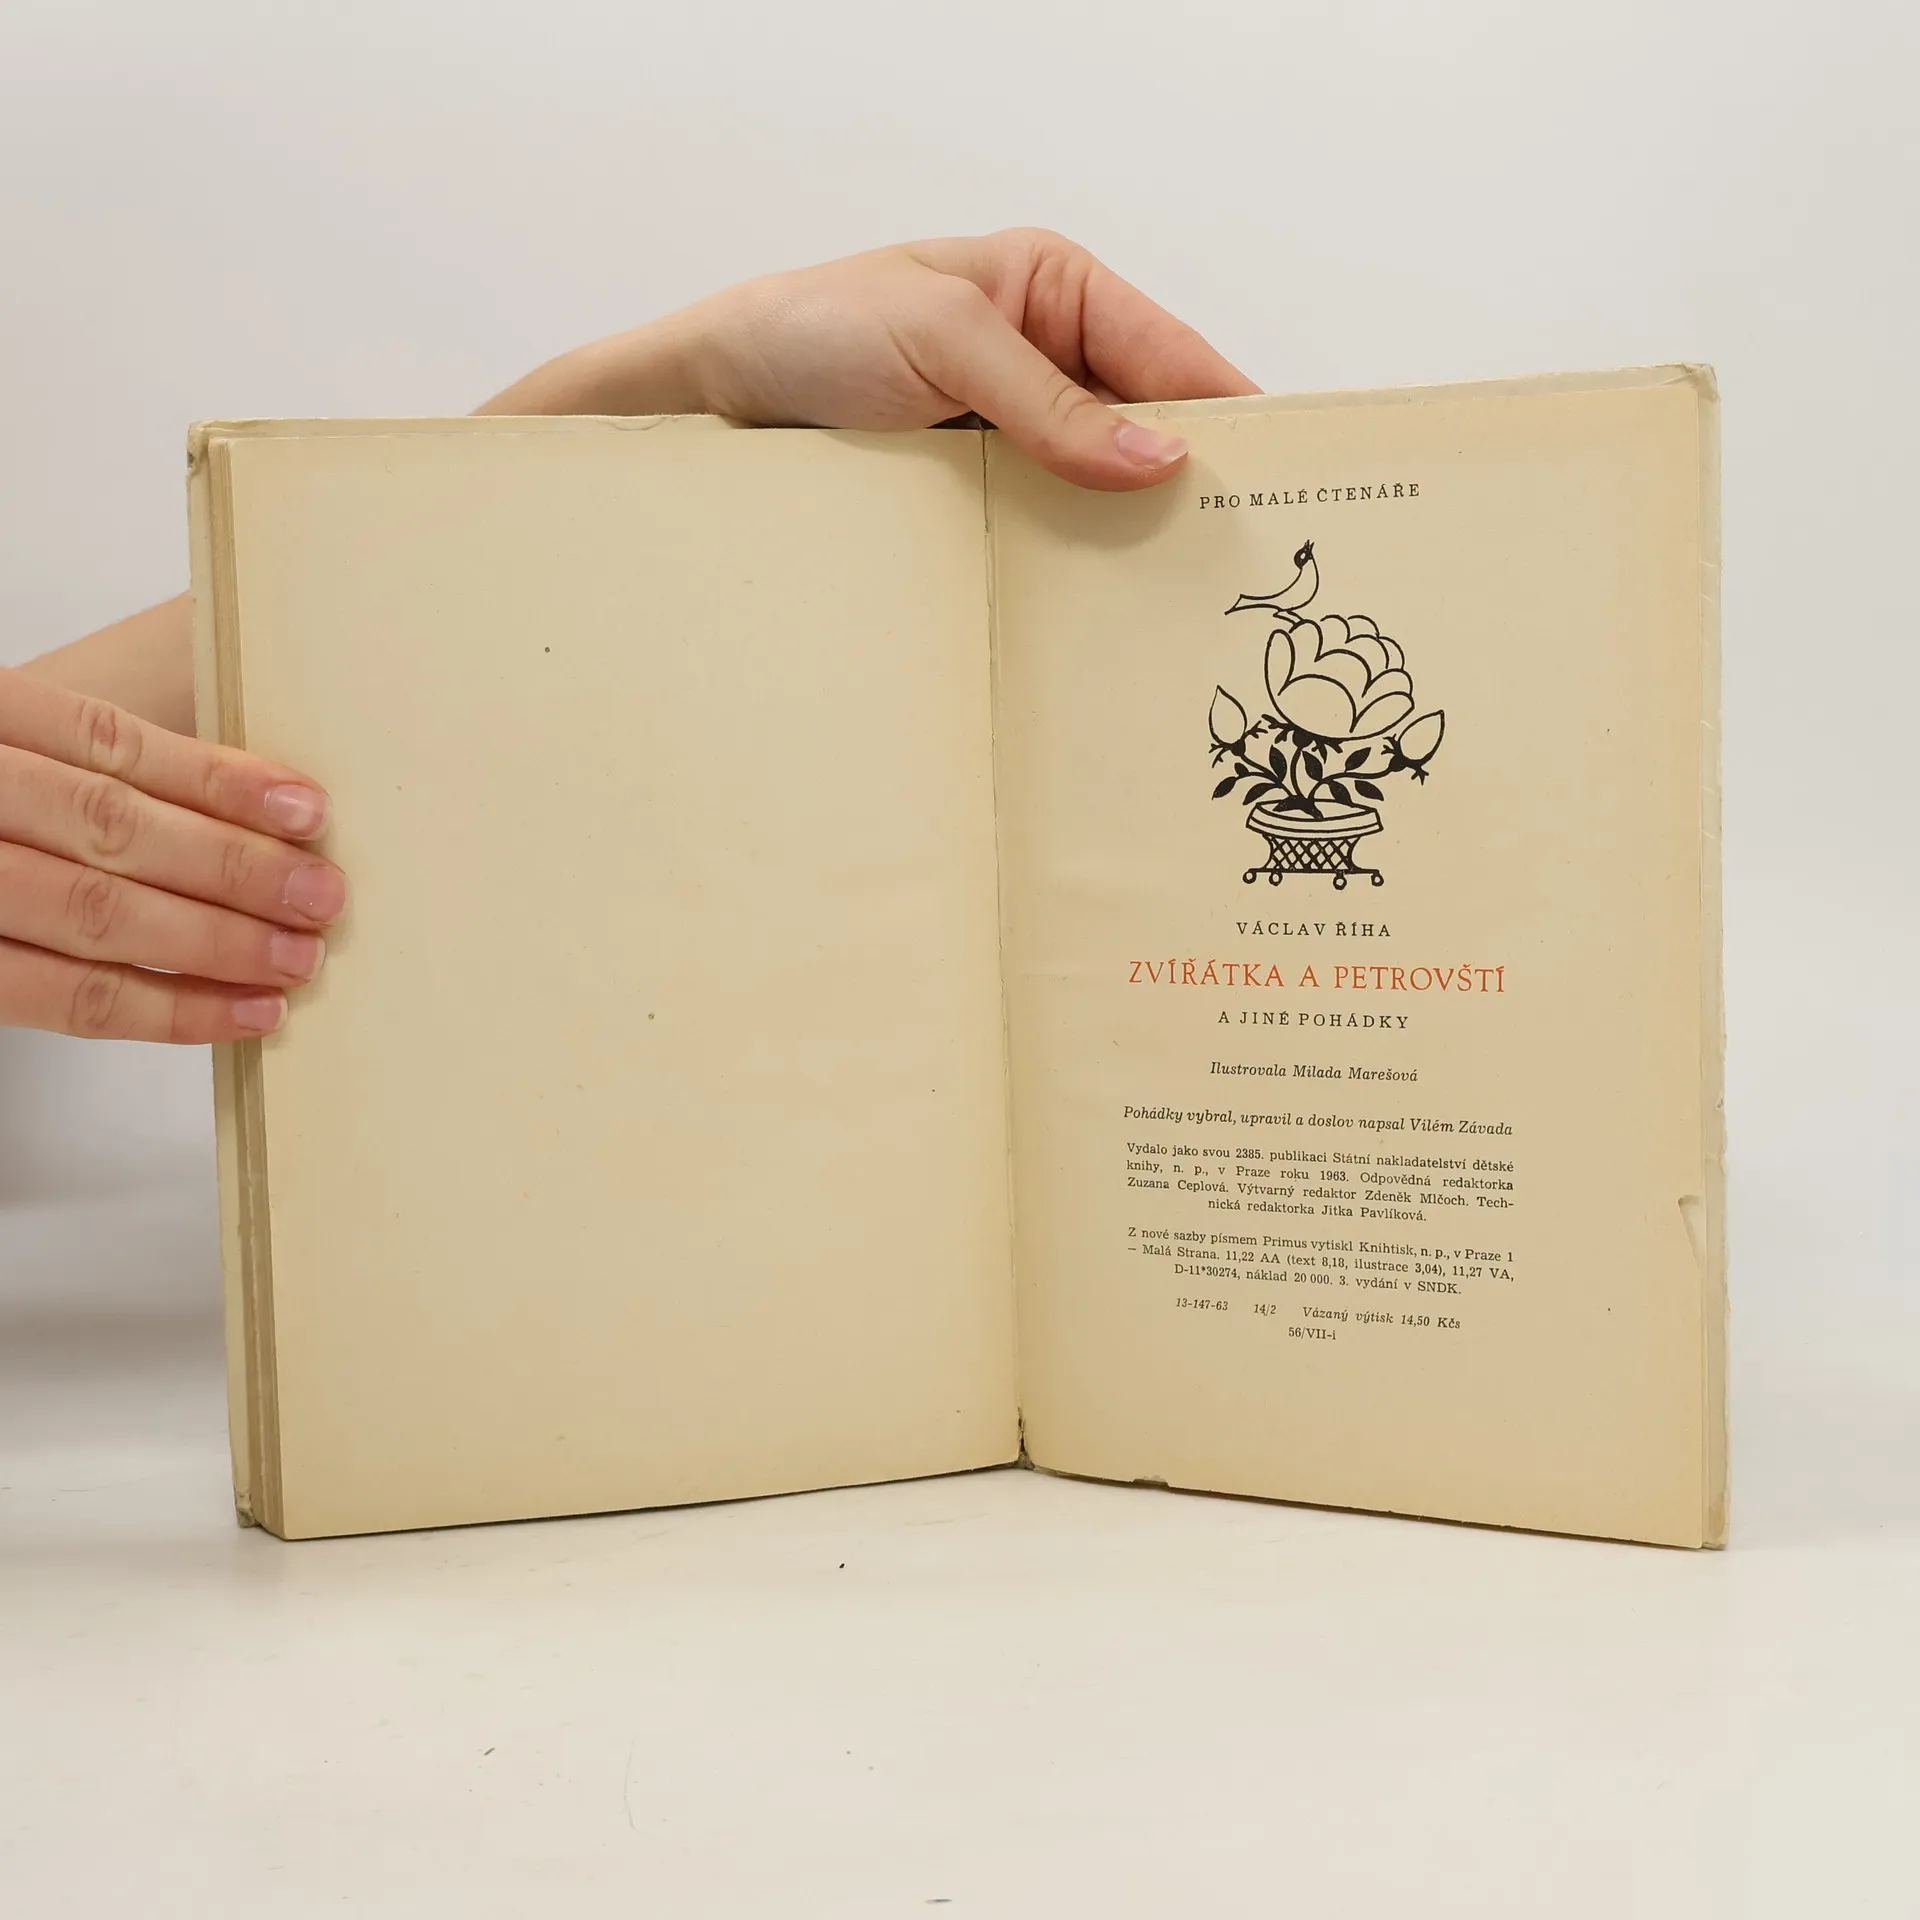 PRO MALÉ ČTENÁŘE
VÁCLAV ŘÍHA
ZVÍŘÁTKA A PETROVŠTÍ
A JINÉ POHÁDKY
Ilustrovala Milada Marešová
Pohádky vybral, upravil a doslov napsal Vilém Závada
Vydalo jako svou 2385. publikaci Státní nakladatelství dětské
knihy, n. p., v Praze roku 1963. Odpovědná redaktorka
Zuzana Ceplová. Výtvarný redaktor Zdeněk Mlčoch. Tech-
nická redaktorka Jitka Pavlíková.
Z nové sazby písmem Primus vytiskl Knihtisk, n. p., v Praze 1
— Malá Strana. 11,22 AA (text 8,18, ilustrace 3,04), 11,27 VA,
D-11*30274, náklad 20 000. 3. vydání v SNDK.
13-147-63 14/2 Vázaný výtisk 14,50 Kčs
56/VII-i